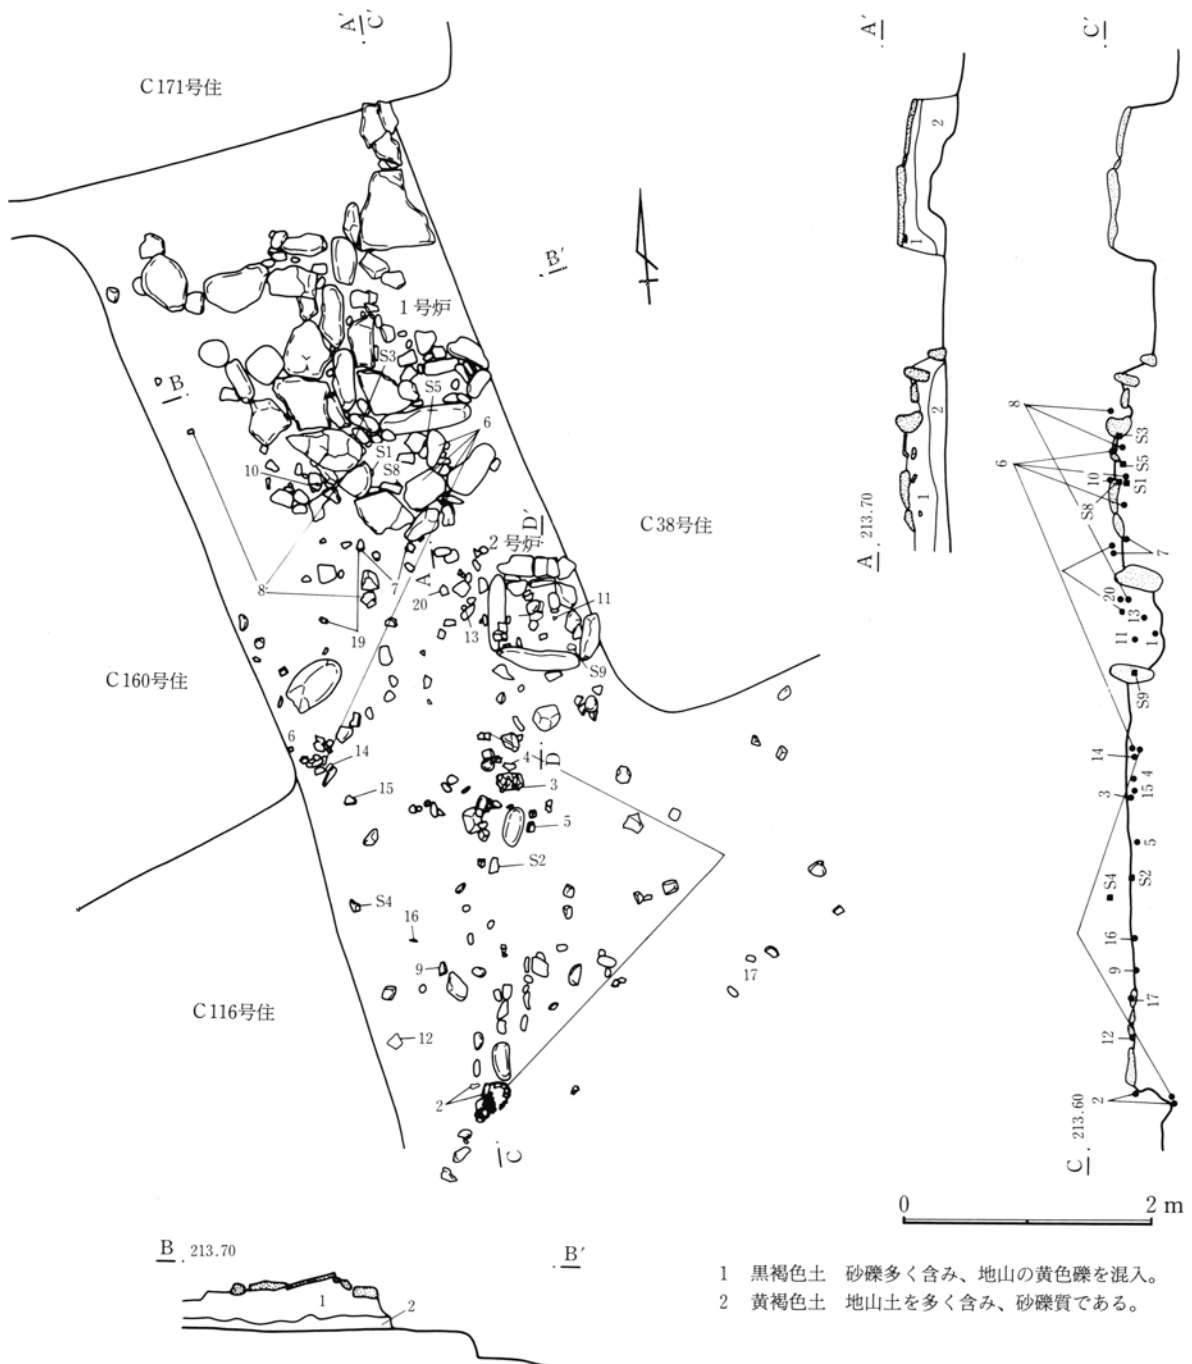 A′
C′
C171号住
B′
1号炉
S3
S5
6
B
S1
S8
10
D′
C38号住
2号炉
A
7
8
20
11
13
19
S9
C160号住
6
14
4
D
15
3
5
S2
S4
16
9
17
C116号住
12
2
C
A′
2
1
2
1
A 213.70
C′
8
6
S3
S5
10
S1
S8
7
20
13
11
1
S9
14
4
3
15
5
S4
S2
16
9
17
12
2
C 213.60
0 2 m
B 213.70
B′
1
2
1 黒褐色土 砂礫多く含み、地山の黄色礫を混入。
2 黄褐色土 地山土を多く含み、砂礫質である。